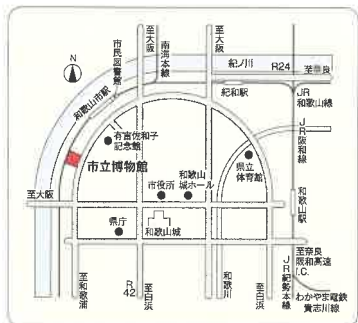 至大阪
市民図書館
南海本線
至大阪
紀ノ川
R24
至奈良
N
和歌山市駅
紀和駅
JR
和歌山線
JR阪和線
有吉佐和子
記念館
市立博物館
和歌山
城ホール
市役所
県立
体育館
至大阪
和歌山駅
県庁
和歌山城
至奈良
阪和高速
I.C.
至和歌浦
R
42
至白浜
和歌川
至白浜
JR紀勢本線
わかやま電鉄
貴志川線